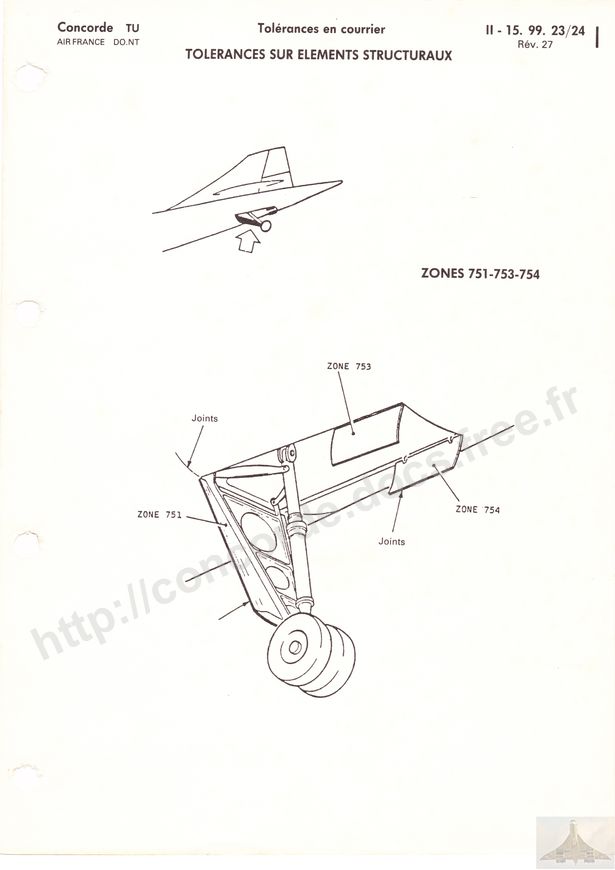 Concorde TU
AIR FRANCE DO.NT
Tolérances en courrier
TOLERANCES SUR ELEMENTS STRUCTURAUX
II - 15. 99. 23/24
Rév. 27
ZONES 751-753-754
ZONE 753
Joints
ZONE 751
ZONE 754
Joints
http://concorde.docs.free.fr